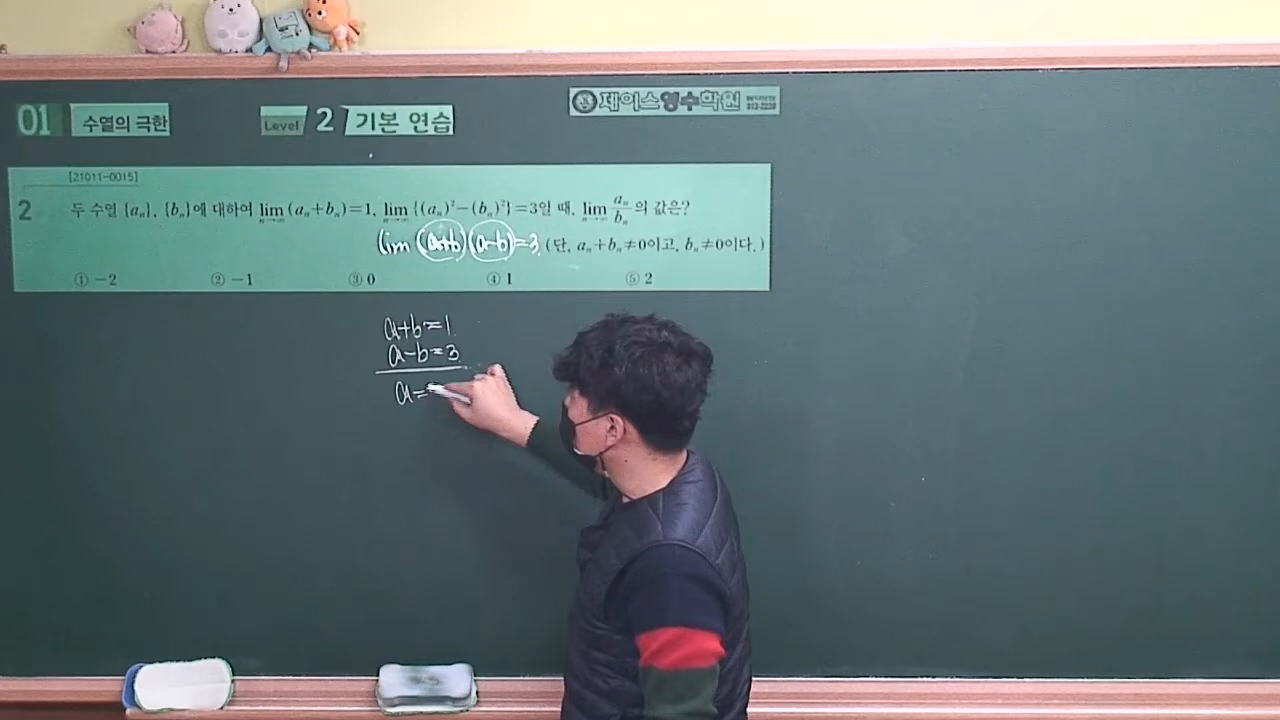 01 수열의 극한 Level 2 기본 연습
제이스영수학원
[21011-0015]
2 두 수열 {aₙ}, {bₙ}에 대하여 lim(n→∞) (aₙ+bₙ)=1, lim(n→∞) {(aₙ)²-(bₙ)²}=3일 때, lim(n→∞) aₙ/bₙ의 값은?
lim (a+b)(a-b)=3. (단, aₙ+bₙ≠0이고, bₙ≠0이다.)
① -2 ② -1 ③ 0 ④ 1 ⑤ 2
a+b=1.
a-b=3.
a=